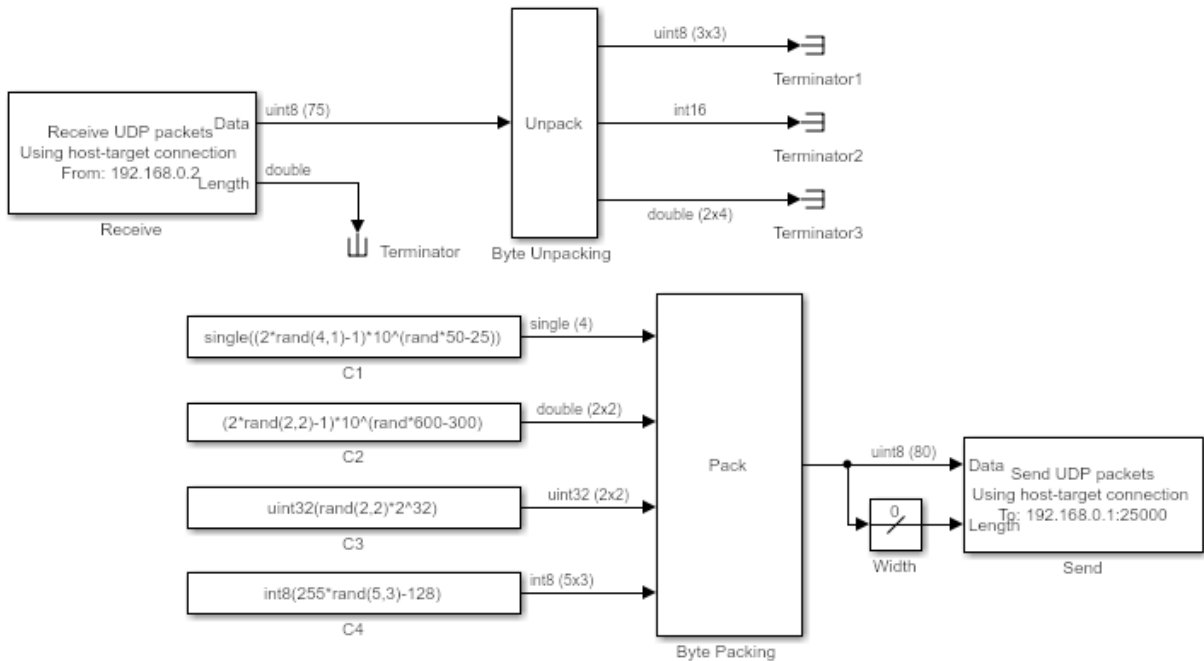 uint8 (3x3)
Terminator1
Receive UDP packets
Using host-target connection
From: 192.168.0.2
Data
Length
Receive
uint8 (75)
double
Terminator
Unpack
Byte Unpacking
int16
Terminator2
double (2x4)
Terminator3
single((2*rand(4,1)-1)*10^(rand*50-25))
C1
single (4)
(2*rand(2,2)-1)*10^(rand*600-300)
C2
double (2x2)
uint32(rand(2,2)*2^32)
C3
uint32 (2x2)
int8(255*rand(5,3)-128)
C4
int8 (5x3)
Pack
Byte Packing
uint8 (80)
0
Width
Data
Length
Send UDP packets
Using host-target connection
To: 192.168.0.1:25000
Send